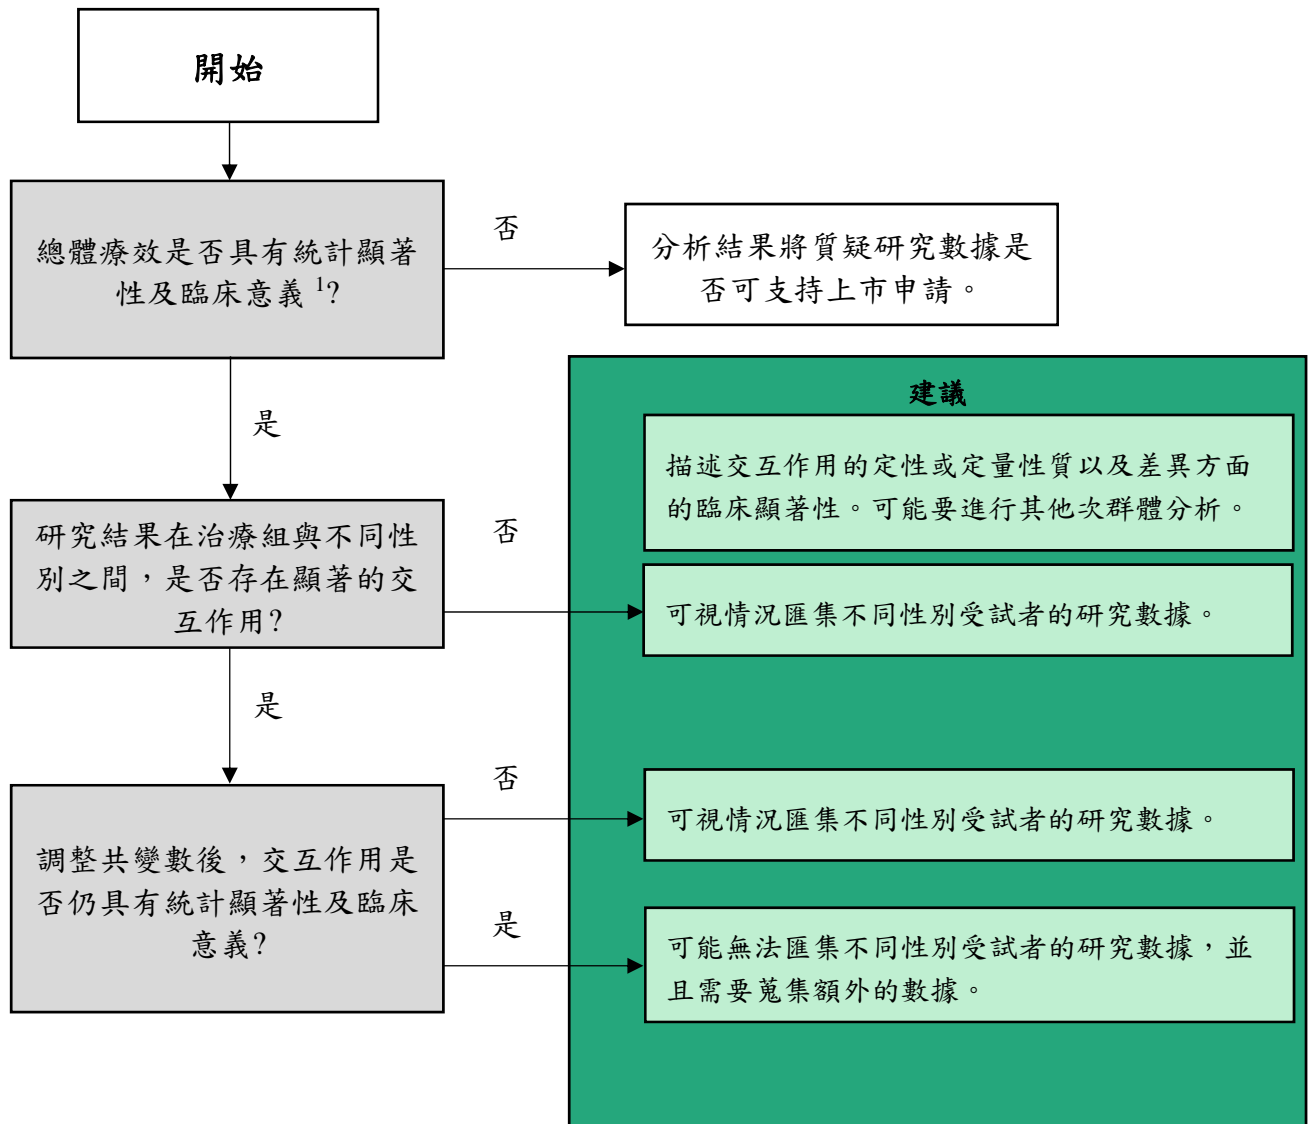 開始
總體療效是否具有統計顯著
性及臨床意義 1?
否
分析結果將質疑研究數據是
否可支持上市申請。
是
建議
描述交互作用的定性或定量性質以及差異方面
的臨床顯著性。可能要進行其他次群體分析。
研究結果在治療組與不同性
別之間，是否存在顯著的交
互作用?
否
可視情況匯集不同性別受試者的研究數據。
是
調整共變數後，交互作用是
否仍具有統計顯著性及臨床
意義?
否
可視情況匯集不同性別受試者的研究數據。
是
可能無法匯集不同性別受試者的研究數據，並
且需要蒐集額外的數據。